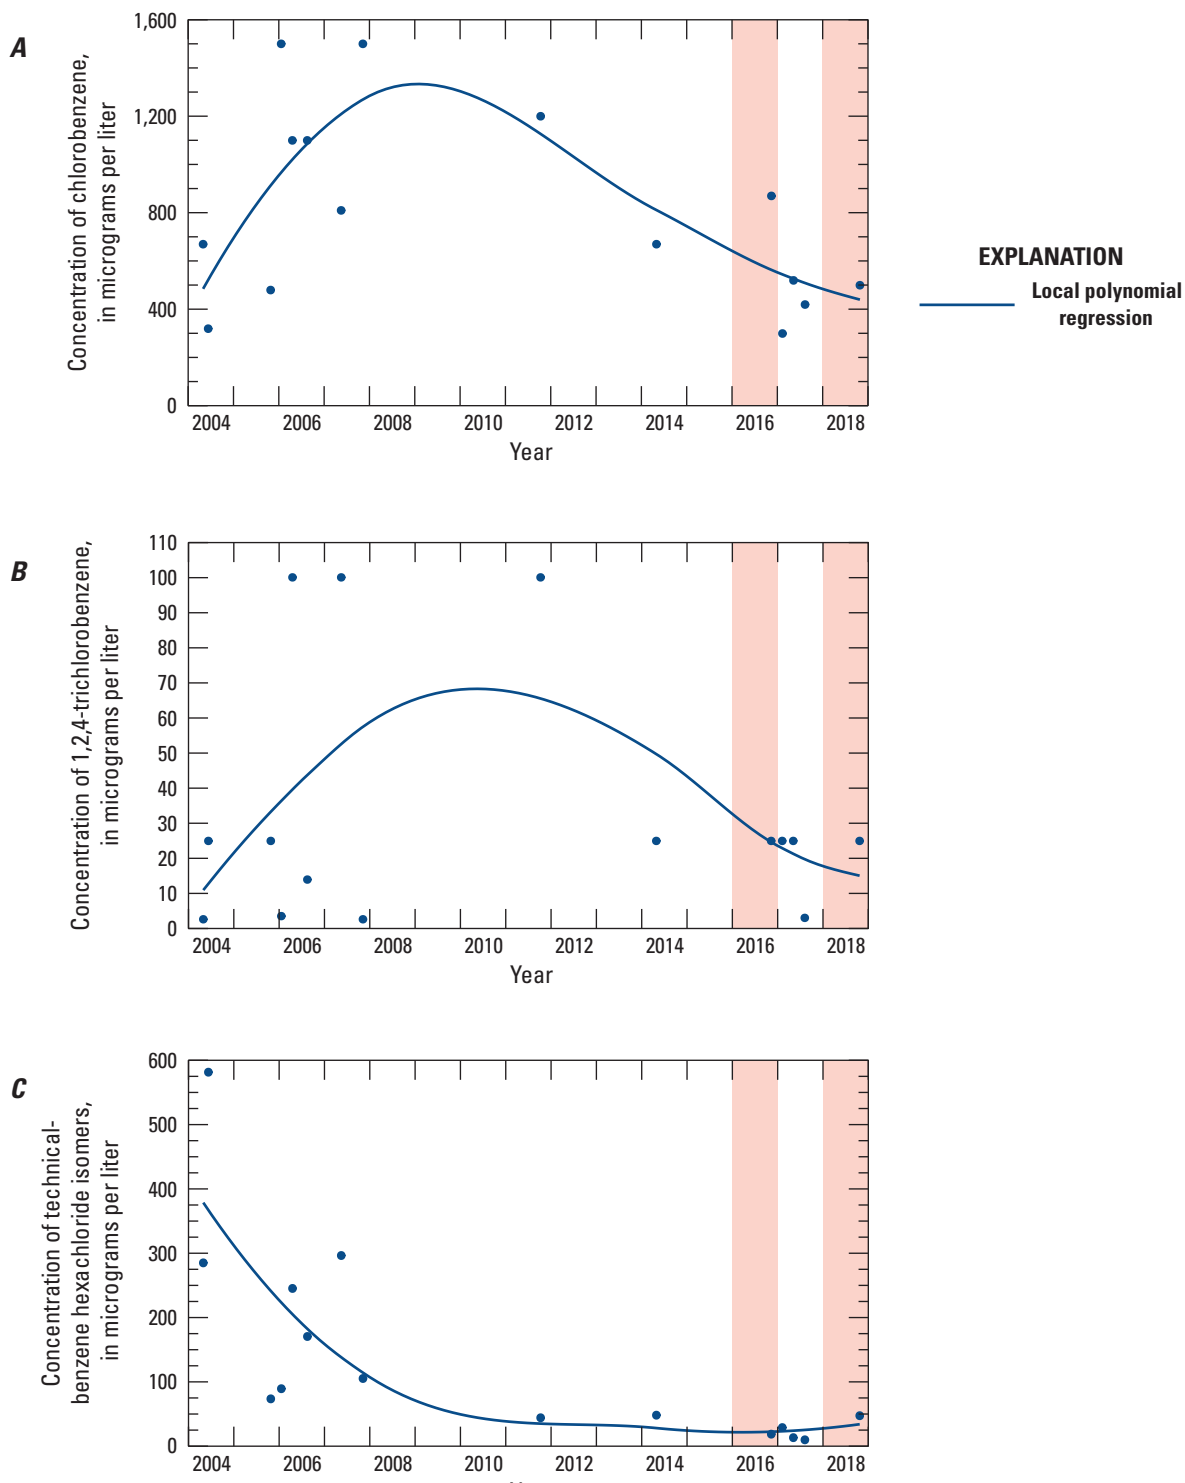 A
Concentration of chlorobenzene,
in micrograms per liter
1,600
1,200
800
400
0
2004 2006 2008 2010 2012 2014 2016 2018
Year
EXPLANATION
Local polynomial
regression
B
Concentration of 1,2,4-trichlorobenzene,
in micrograms per liter
110
100
90
80
70
60
50
40
30
20
10
0
2004 2006 2008 2010 2012 2014 2016 2018
Year
C
Concentration of technical-
benzene hexachloride isomers,
in micrograms per liter
600
500
400
300
200
100
0
2004 2006 2008 2010 2012 2014 2016 2018